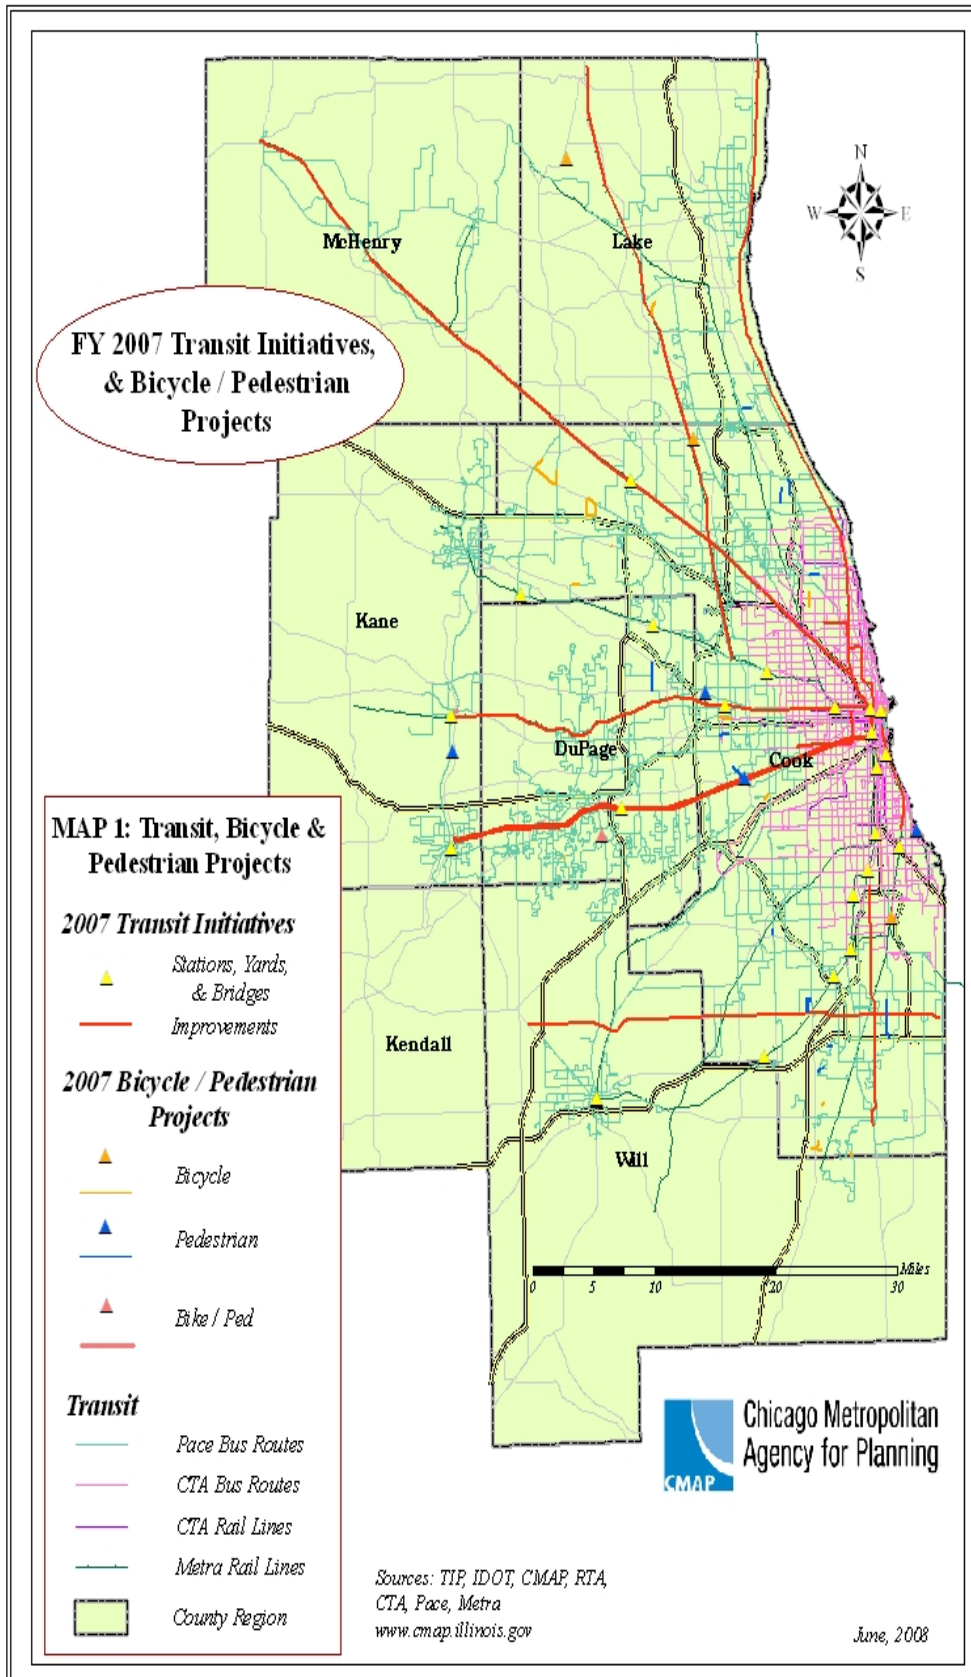 N
W E
S
McHenry
Lake
FY 2007 Transit Initiatives,
& Bicycle / Pedestrian
Projects
Kane
DuPage
Cook
Kendall
Will
Miles
0 5 10 20 30
MAP 1: Transit, Bicycle &
Pedestrian Projects
2007 Transit Initiatives
Stations, Yards,
& Bridges
Improvements
2007 Bicycle / Pedestrian
Projects
Bicycle
Pedestrian
Bike / Ped
Transit
Pace Bus Routes
CTA Bus Routes
CTA Rail Lines
Metra Rail Lines
County Region
CMAP
Chicago Metropolitan
Agency for Planning
Sources: TIP, IDOT, CMAP, RTA,
CTA, Pace, Metra
www.cmap.illinois.gov
June, 2008